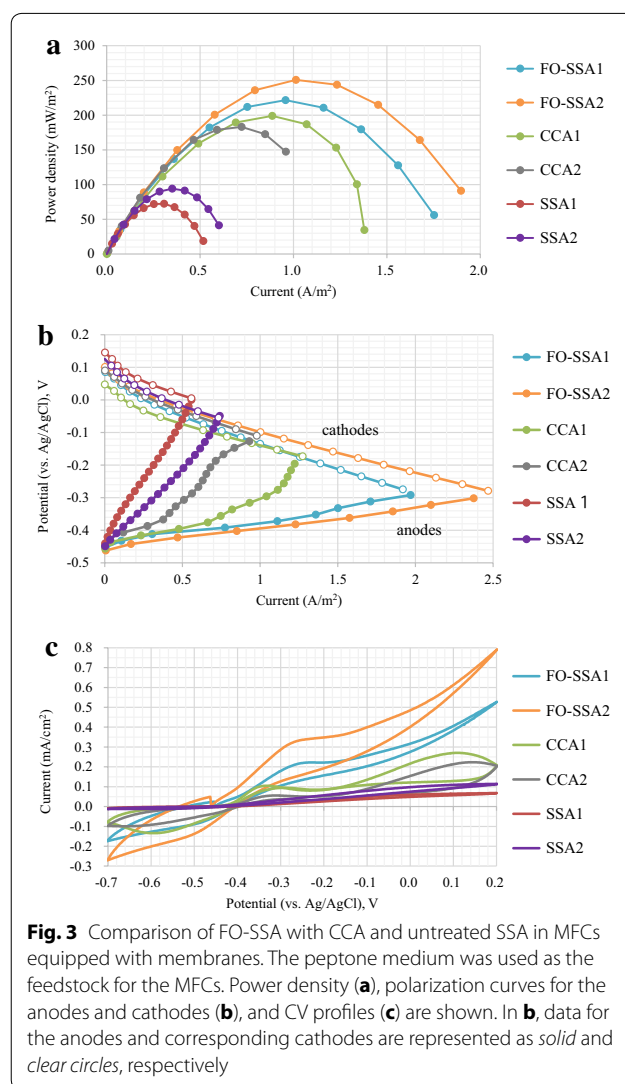 a
300
250
200
150
100
50
0
Power density (mW/m²)
0.0 0.5 1.0 1.5 2.0
Current (A/m²)
FO-SSA1
FO-SSA2
CCA1
CCA2
SSA1
SSA2
b
0.2
0.1
0.0
-0.1
-0.2
-0.3
-0.4
-0.5
Potential (vs. Ag/AgCl), V
cathodes
anodes
0 0.5 1 1.5 2 2.5
Current (A/m²)
FO-SSA1
FO-SSA2
CCA1
CCA2
SSA 1
SSA2
c
0.8
0.7
0.6
0.5
0.4
0.3
0.2
0.1
0.0
-0.1
-0.2
-0.3
Current (mA/cm²)
-0.7 -0.6 -0.5 -0.4 -0.3 -0.2 -0.1 0.0 0.1 0.2
Potential (vs. Ag/AgCl), V
FO-SSA1
FO-SSA2
CCA1
CCA2
SSA1
SSA2
Fig. 3 Comparison of FO-SSA with CCA and untreated SSA in MFCs
equipped with membranes. The peptone medium was used as the
feedstock for the MFCs. Power density (a), polarization curves for the
anodes and cathodes (b), and CV profiles (c) are shown. In b, data for
the anodes and corresponding cathodes are represented as solid and
clear circles, respectively